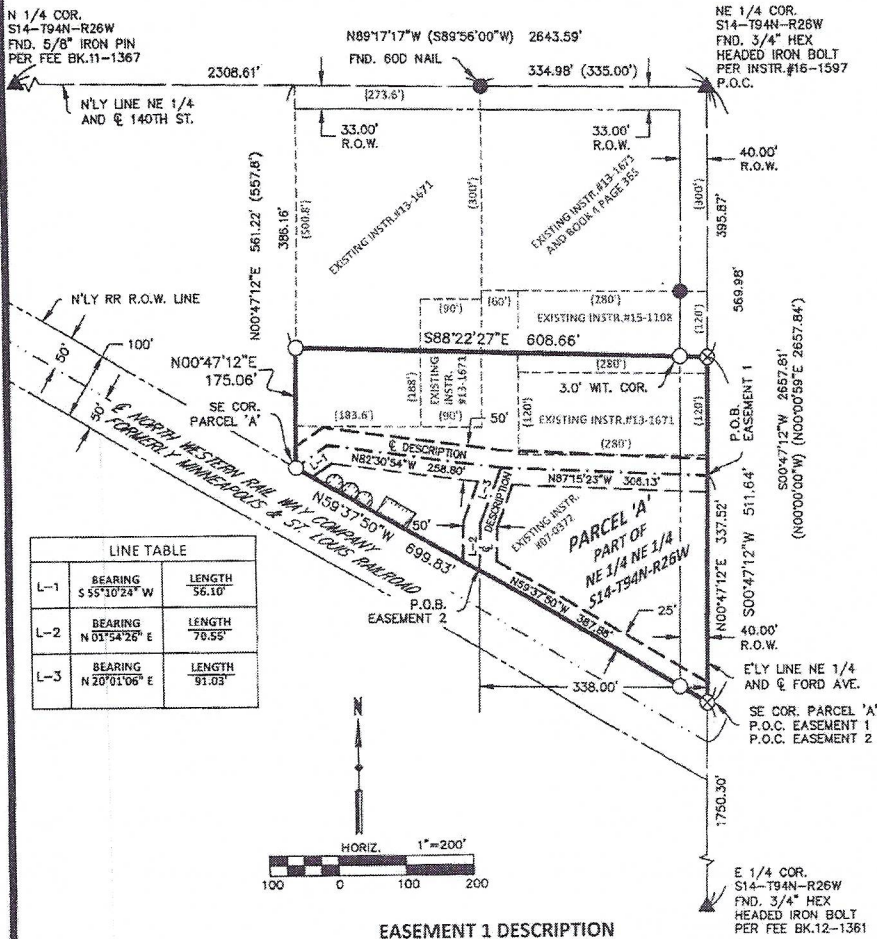 N 1/4 COR.
S14-T94N-R26W
FND. 5/8" IRON PIN
PER FEE BK.11-1367
N89°17'17"W (S89°56'00"W) 2643.59'
FND. 60D NAIL
NE 1/4 COR.
S14-T94N-R26W
FND. 3/4" HEX
HEADED IRON BOLT
PER INSTR.#16-1597
P.O.C.
2308.61'
334.98' (335.00')
(273.6')
N'LY LINE NE 1/4
AND ℄ 140TH ST.
33.00'
R.O.W.
33.00'
R.O.W.
40.00'
R.O.W.
N00°47'12"E 561.22' (557.8')
386.16'
(500.8')
EXISTING INSTR.#13-1671
(300')
EXISTING INSTR.#13-1671
AND BOOK 4 PAGE 365
(300')
395.87'
569.98'
N'LY RR R.O.W. LINE
(90')
(60')
(280')
EXISTING INSTR.#15-1108
(120')
S88°22'27"E 608.66'
50'
100'
50'
N00°47'12"E
175.06'
(188')
EXISTING
INSTR.
#13-1671
(280')
3.0' WIT. COR.
SE COR.
PARCEL 'A'
(183.6')
(90')
50'
(120')
EXISTING INSTR.#13-1671
(120')
(280')
P.O.B.
EASEMENT 1
S00°47'12"W 2657.81'
(N00°00'00"W) (N00°00'59"E 2657.84')
℄ DESCRIPTION
L-1
N82°30'54"W 258.80'
L-3
℄ DESCRIPTION
N87°15'23"W 306.13'
℄ NORTH WESTERN RAIL WAY COMPANY
FORMERLY MINNEAPOLIS & ST. LOUIS RAILROAD
N59°37'50"W 699.83'
50'
L-2
EXISTING INSTR.
#07-0372
PARCEL 'A'
PART OF
NE 1/4 NE 1/4
S14-T94N-R26W
N00°47'12"E 337.52'
S00°47'12"W 511.64'
P.O.B.
EASEMENT 2
N59°37'50"W 387.88'
25'
40.00'
R.O.W.
338.00'
E'LY LINE NE 1/4
AND ℄ FORD AVE.
SE COR. PARCEL 'A'
P.O.C. EASEMENT 1
P.O.C. EASEMENT 2
LINE TABLE
L-1 BEARING LENGTH
S 55°10'24" W 56.10'
L-2 BEARING LENGTH
N 01°54'26" E 70.55'
L-3 BEARING LENGTH
N 20°01'06" E 91.03'
N
1750.30'
HORIZ. 1"=200'
100 0 100 200
E 1/4 COR.
S14-T94N-R26W
FND. 3/4" HEX
HEADED IRON BOLT
PER FEE BK.12-1361
EASEMENT 1 DESCRIPTION